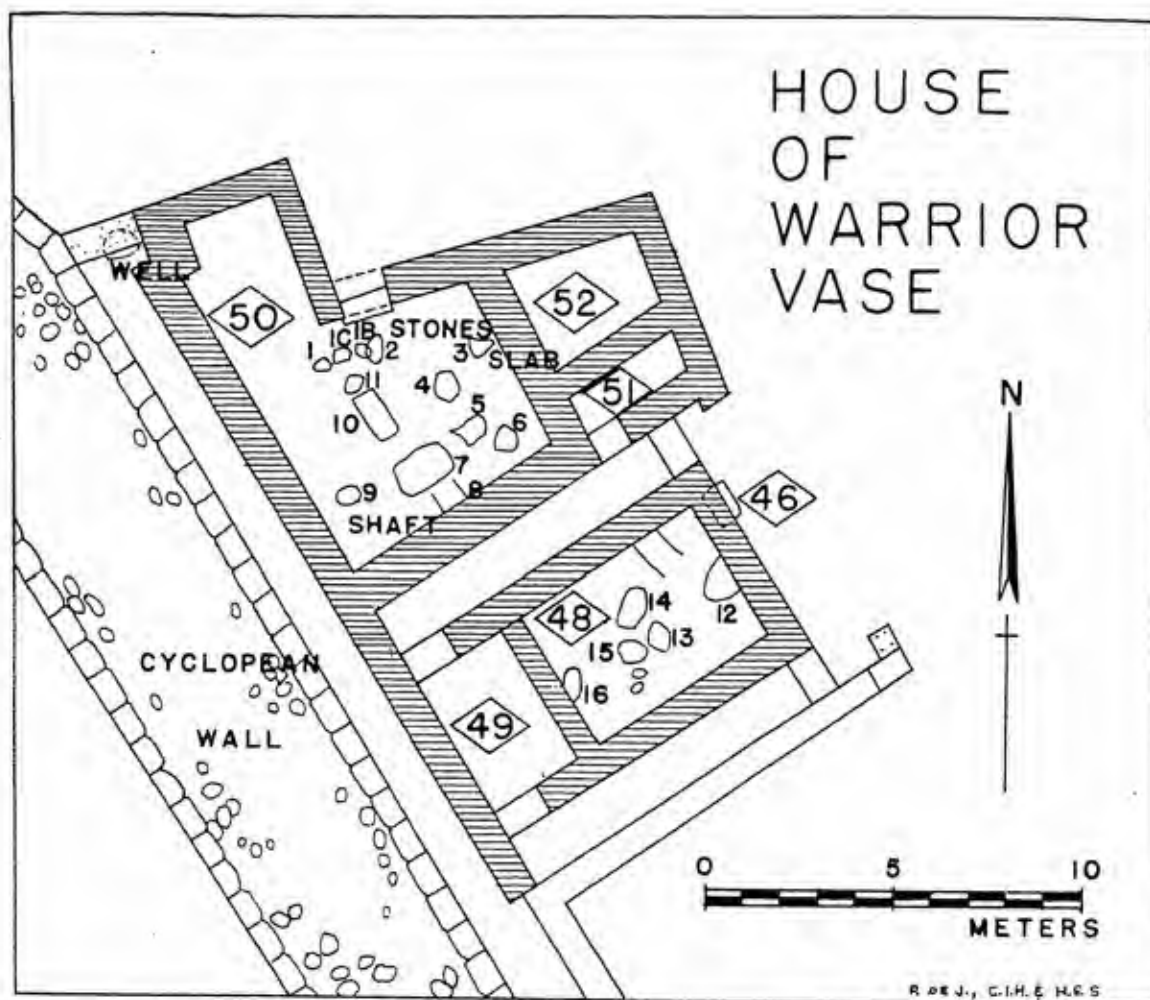 HOUSE
OF
WARRIOR
VASE
WELL
50
52
1C 1B STONES
1
2
3
SLAB
11
4
51
10
5
6
7
8
9
SHAFT
46
N
48
14
12
13
15
16
CYCLOPEAN
WALL
49
0 5 10
METERS
R DE J., C.I.H. & H.G.S